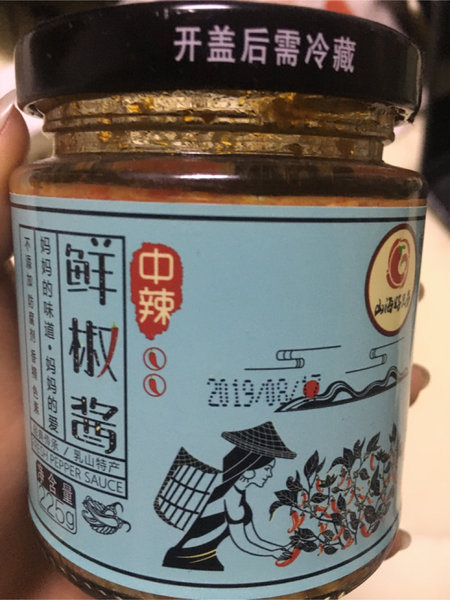 开盖后需冷藏
中辣
鲜椒酱
妈妈的味道·妈妈的爱
不添加 防腐剂 香精 色素
/乳山特产
FRESH PEPPER SAUCE
净含量
225g
2019/08/
山海